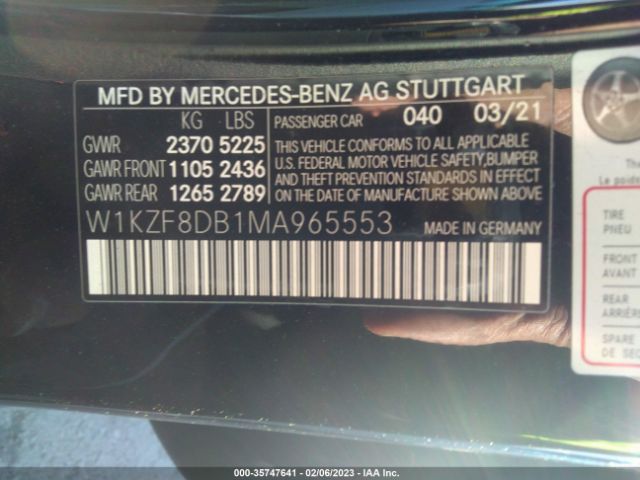 MFD BY MERCEDES-BENZ AG STUTTGART
KG LBS
GVWR 2370 5225
GAWR FRONT 1105 2436
GAWR REAR 1265 2789
PASSENGER CAR 040 03/21
THIS VEHICLE CONFORMS TO ALL APPLICABLE
U.S. FEDERAL MOTOR VEHICLE SAFETY, BUMPER
AND THEFT PREVENTION STANDARDS IN EFFECT
ON THE DATE OF MANUFACTURE SHOWN ABOVE
W1KZF8DB1MA965553 MADE IN GERMANY
Le poids
TIRE
PNEU
FRONT
AVANT
REAR
ARRIÈRE
SPARE
000-35747641 / 02/06/2023 - IAA Inc.